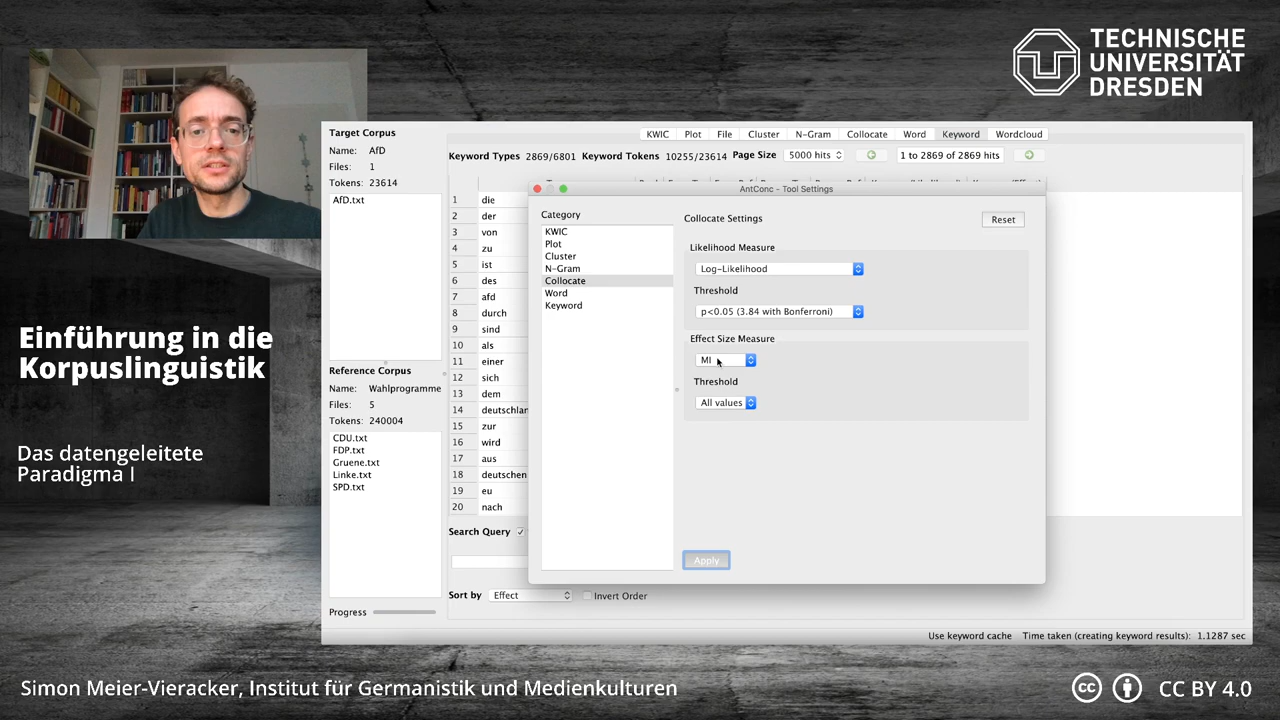 TECHNISCHE
UNIVERSITÄT
DRESDEN
Einführung in die
Korpuslinguistik
Das datengeleitete
Paradigma I
Target Corpus
Name: AfD
Files: 1
Tokens: 23614
AfD.txt
Reference Corpus
Name: Wahlprogramme
Files: 5
Tokens: 240004
CDU.txt
FDP.txt
Gruene.txt
Linke.txt
SPD.txt
Progress
KWIC Plot File Cluster N-Gram Collocate Word Keyword Wordcloud
Keyword Types 2869/6801 Keyword Tokens 10255/23614 Page Size 5000 hits 1 to 2869 of 2869 hits
1 die
2 der
3 von
4 zu
5 ist
6 des
7 afd
8 durch
9 sind
10 als
11 einer
12 sich
13 dem
14 deutschlan
15 zur
16 wird
17 aus
18 deutschen
19 eu
20 nach
Search Query
Sort by Effect Invert Order
AntConc - Tool Settings
Category
KWIC
Plot
Cluster
N-Gram
Collocate
Word
Keyword
Collocate Settings
Reset
Likelihood Measure
Log-Likelihood
Threshold
p<0.05 (3.84 with Bonferroni)
Effect Size Measure
MI
Threshold
All values
Apply
Use keyword cache Time taken (creating keyword results): 1.1287 sec
Simon Meier-Vieracker, Institut für Germanistik und Medienkulturen
cc CC BY 4.0